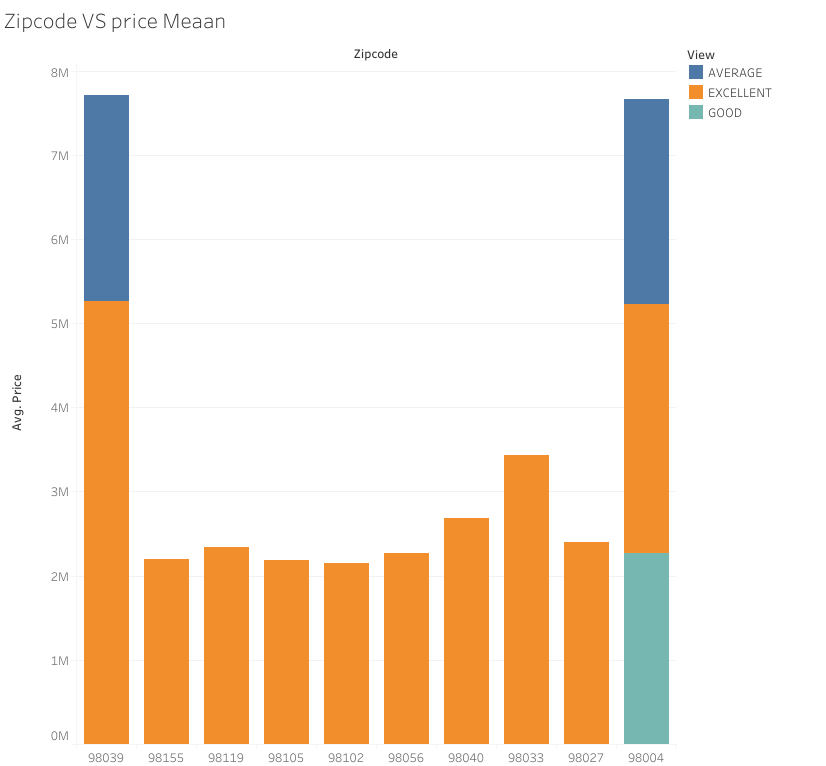 Zipcode VS price Meaan
Zipcode
View
AVERAGE
EXCELLENT
GOOD
Avg. Price
8M
7M
6M
5M
4M
3M
2M
1M
0M
98039 98155 98119 98105 98102 98056 98040 98033 98027 98004